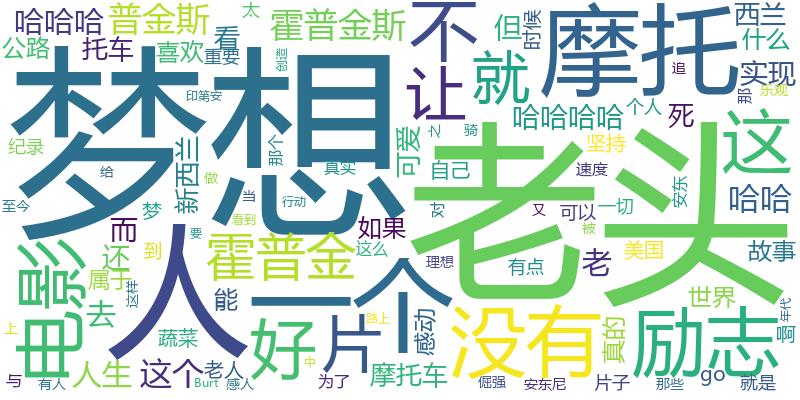 哈哈哈 普金斯 太 霍普金斯 不 但 时候 摩托 西兰
公路 托车 喜欢 看 重要 创造 什么
印第安 让 就 追 那 实现 乐观
梦想 哈哈哈哈 个人 死
纪录 新西兰 那个 可爱 之 骑 坚持 这
给 做 真实 自己 速度 安东 哈哈
至今 梦 当 看到 对 老头 又 可以 一切
而 人 要 行动 如果 被
电影 还 到 霍普金 这么 一个 理想 有点 老 美国 故事
属于 这样 能 感动 没有 世界 年代
去 好 片 真的 励志 啊
上 蔬菜 路上
与 有人 人生 这个 老人 Burt 感人 中 为了 摩托车 倔强 安东尼 片子 那些 go 就是